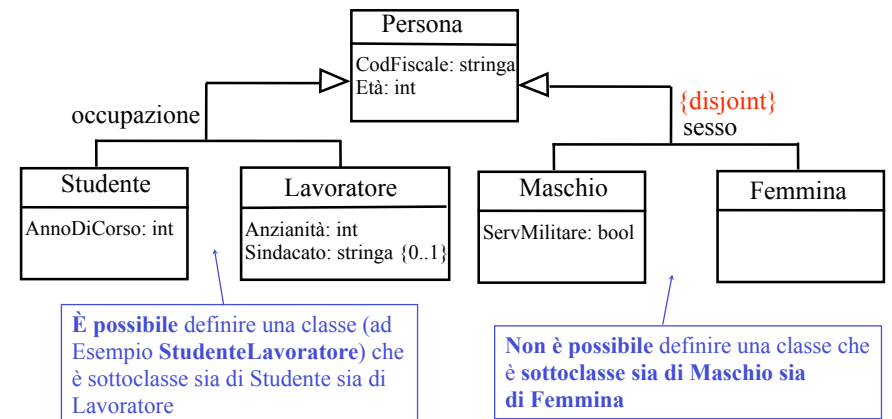 Persona
CodFiscale: stringa
Età: int
occupazione
{disjoint}
sesso
Studente
AnnoDiCorso: int
Lavoratore
Anzianità: int
Sindacato: stringa {0..1}
Maschio
ServMilitare: bool
Femmina
È possibile definire una classe (ad
Esempio StudenteLavoratore) che
è sottoclasse sia di Studente sia di
Lavoratore
Non è possibile definire una classe che
è sottoclasse sia di Maschio sia
di Femmina